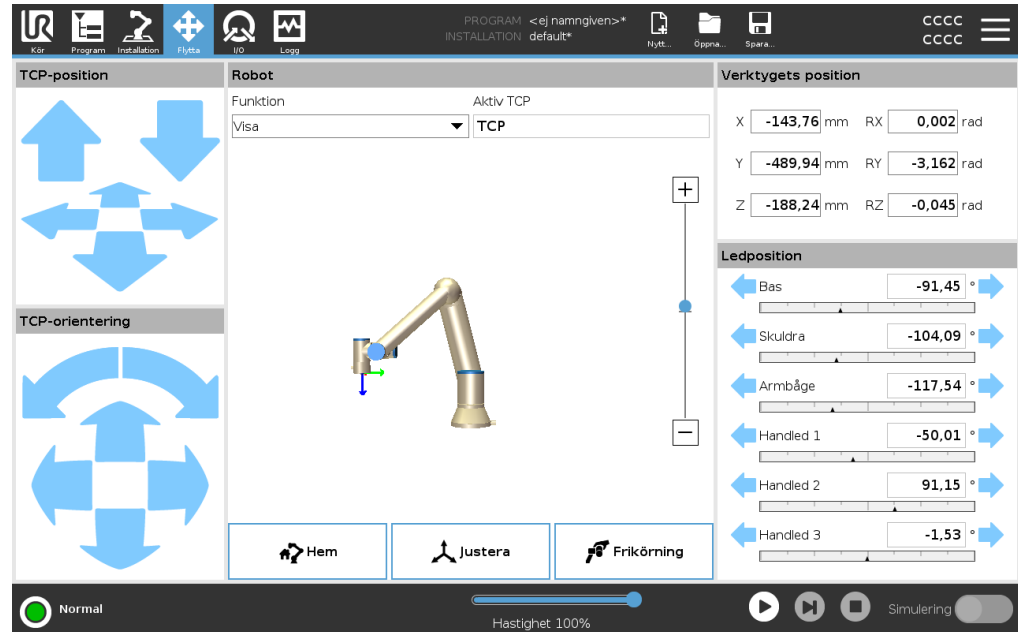 UR
Kör
Program
Installation
Flytta
I/O
Logg
PROGRAM <ej namngiven>*
INSTALLATION default*
Nytt...
Öppna...
Spara...
CCCC
CCCC
TCP-position
TCP-orientering
Robot
Funktion
Aktiv TCP
Visa
TCP
Hem
Justera
Frikörning
Verktygets position
X -143,76 mm RX 0,002 rad
Y -489,94 mm RY -3,162 rad
Z -188,24 mm RZ -0,045 rad
Ledposition
Bas -91,45 °
Skuldra -104,09 °
Armbåge -117,54 °
Handled 1 -50,01 °
Handled 2 91,15 °
Handled 3 -1,53 °
Normal
Hastighet 100%
Simulering